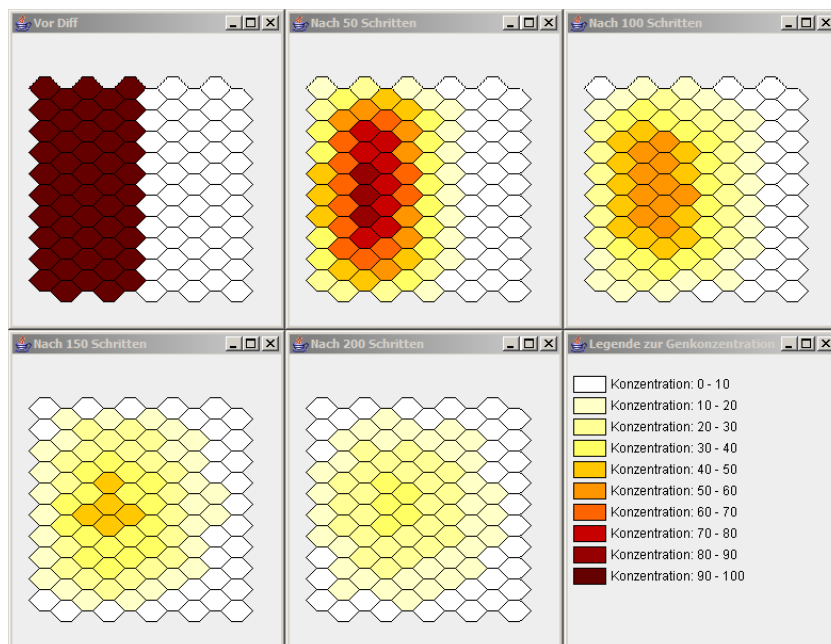 Vor Diff
Nach 50 Schritten
Nach 100 Schritten
Nach 150 Schritten
Nach 200 Schritten
Legende zur Genkonzentration
Konzentration: 0 - 10
Konzentration: 10 - 20
Konzentration: 20 - 30
Konzentration: 30 - 40
Konzentration: 40 - 50
Konzentration: 50 - 60
Konzentration: 60 - 70
Konzentration: 70 - 80
Konzentration: 80 - 90
Konzentration: 90 - 100